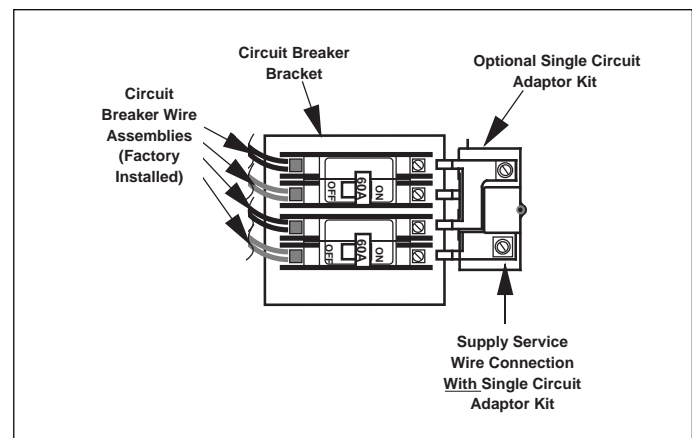 Circuit Breaker
Bracket
Optional Single Circuit
Adaptor Kit
Circuit
Breaker Wire
Assemblies
(Factory
Installed)
OFF
60A
ON
OFF
60A
ON
Supply Service
Wire Connection
With Single Circuit
Adaptor Kit